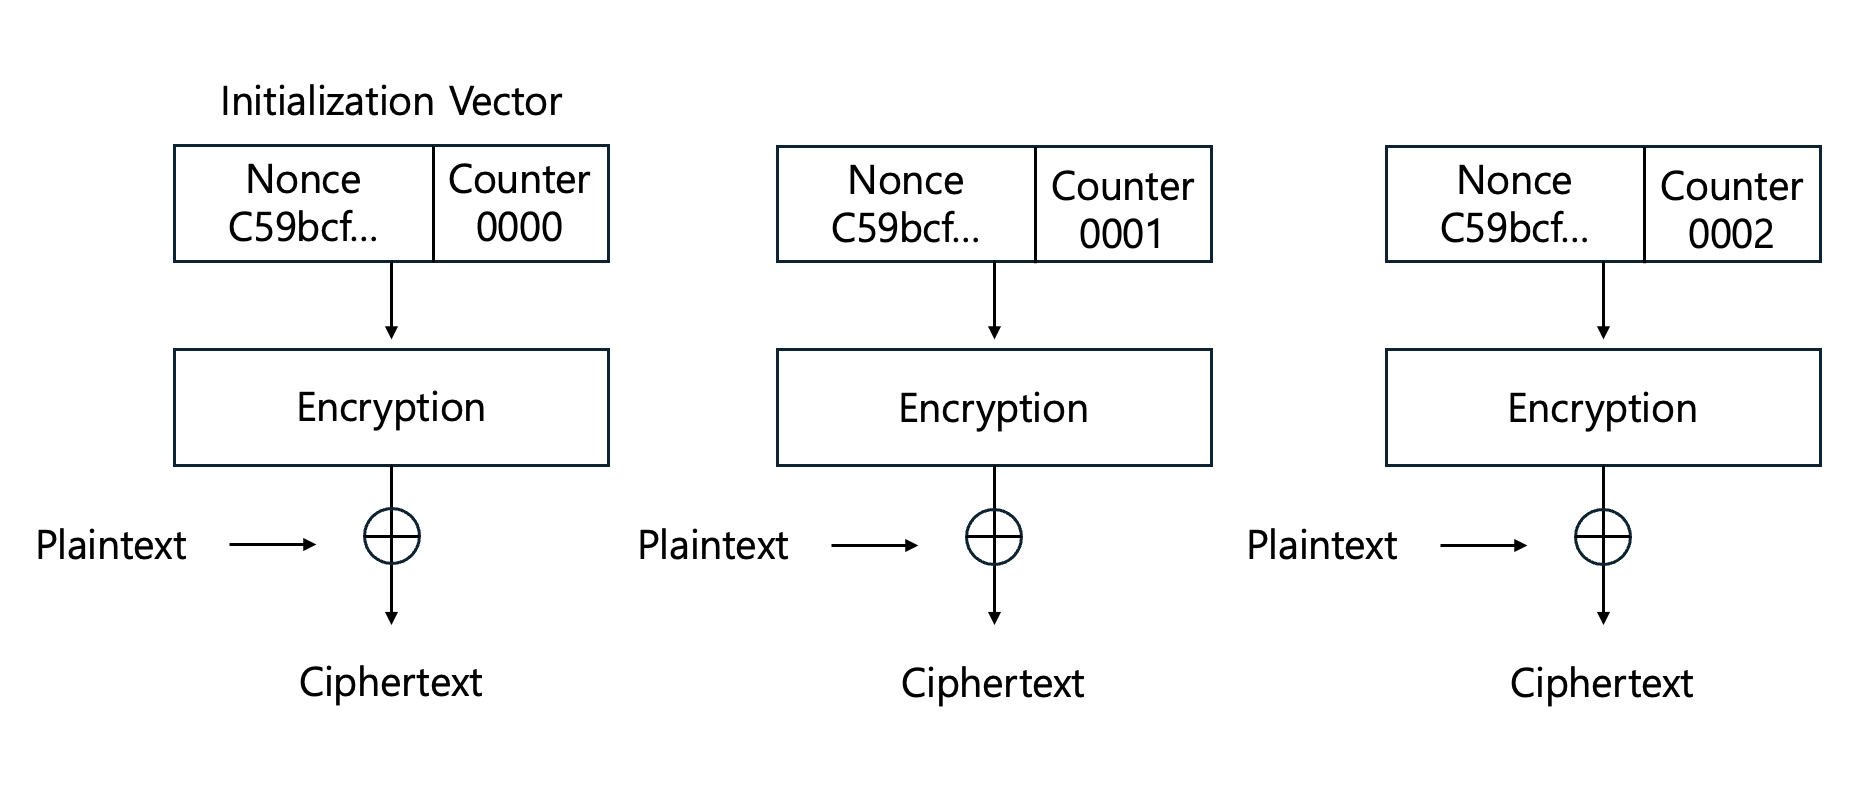 Initialization Vector
Nonce
C59bcf...
Counter
0000
Nonce
C59bcf...
Counter
0001
Nonce
C59bcf...
Counter
0002
Encryption
Encryption
Encryption
Plaintext
Plaintext
Plaintext
Ciphertext
Ciphertext
Ciphertext